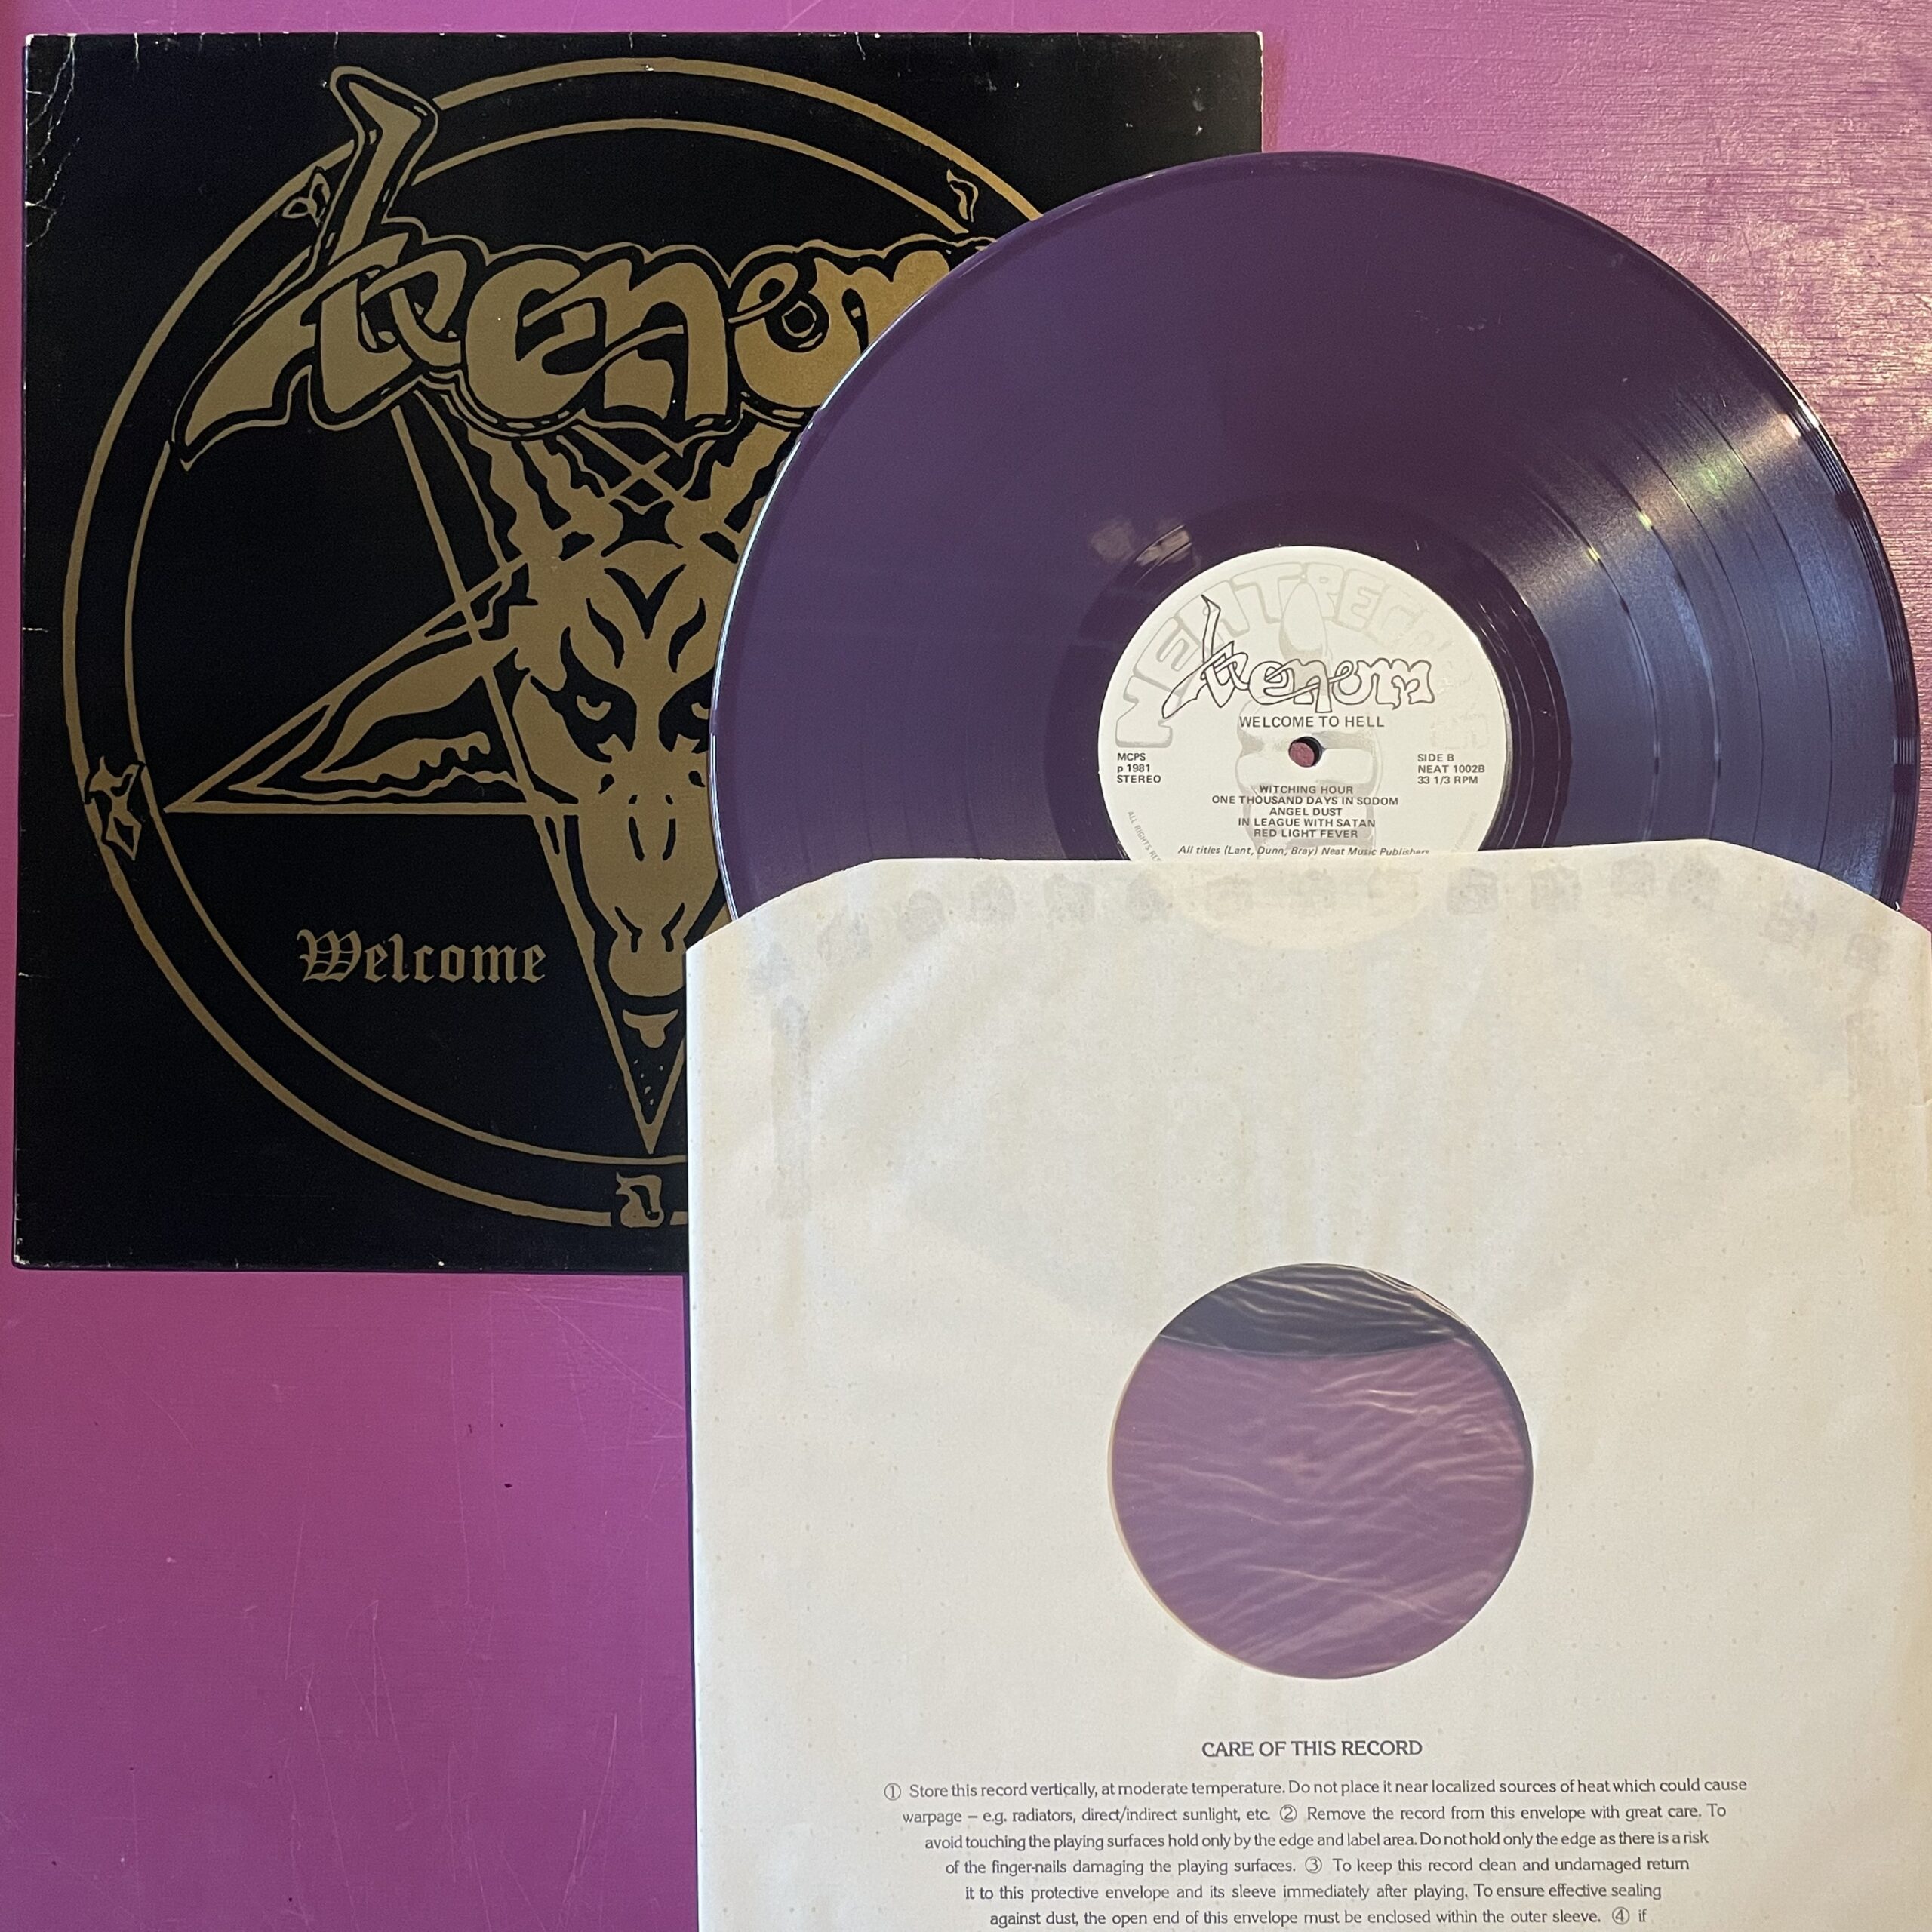 Venom
Welcome
NEAT RECORDS
Venom
WELCOME TO HELL
MCPS
p 1981
STEREO
SIDE B
NEAT 1002B
33 1/3 RPM
WITCHING HOUR
ONE THOUSAND DAYS IN SODOM
ANGEL DUST
IN LEAGUE WITH SATAN
RED LIGHT FEVER
All titles (Lant, Dunn, Bray) Neat Music Publishers
ALL RIGHTS
CARE OF THIS RECORD
① Store this record vertically, at moderate temperature. Do not place it near localized sources of heat which could cause
warpage – e.g. radiators, direct/indirect sunlight, etc. ② Remove the record from this envelope with great care. To
avoid touching the playing surfaces hold only by the edge and label area. Do not hold only the edge as there is a risk
of the finger-nails damaging the playing surfaces. ③ To keep this record clean and undamaged return
it to this protective envelope and its sleeve immediately after playing. To ensure effective sealing
against dust, the open end of this envelope must be enclosed within the outer sleeve. ④ if